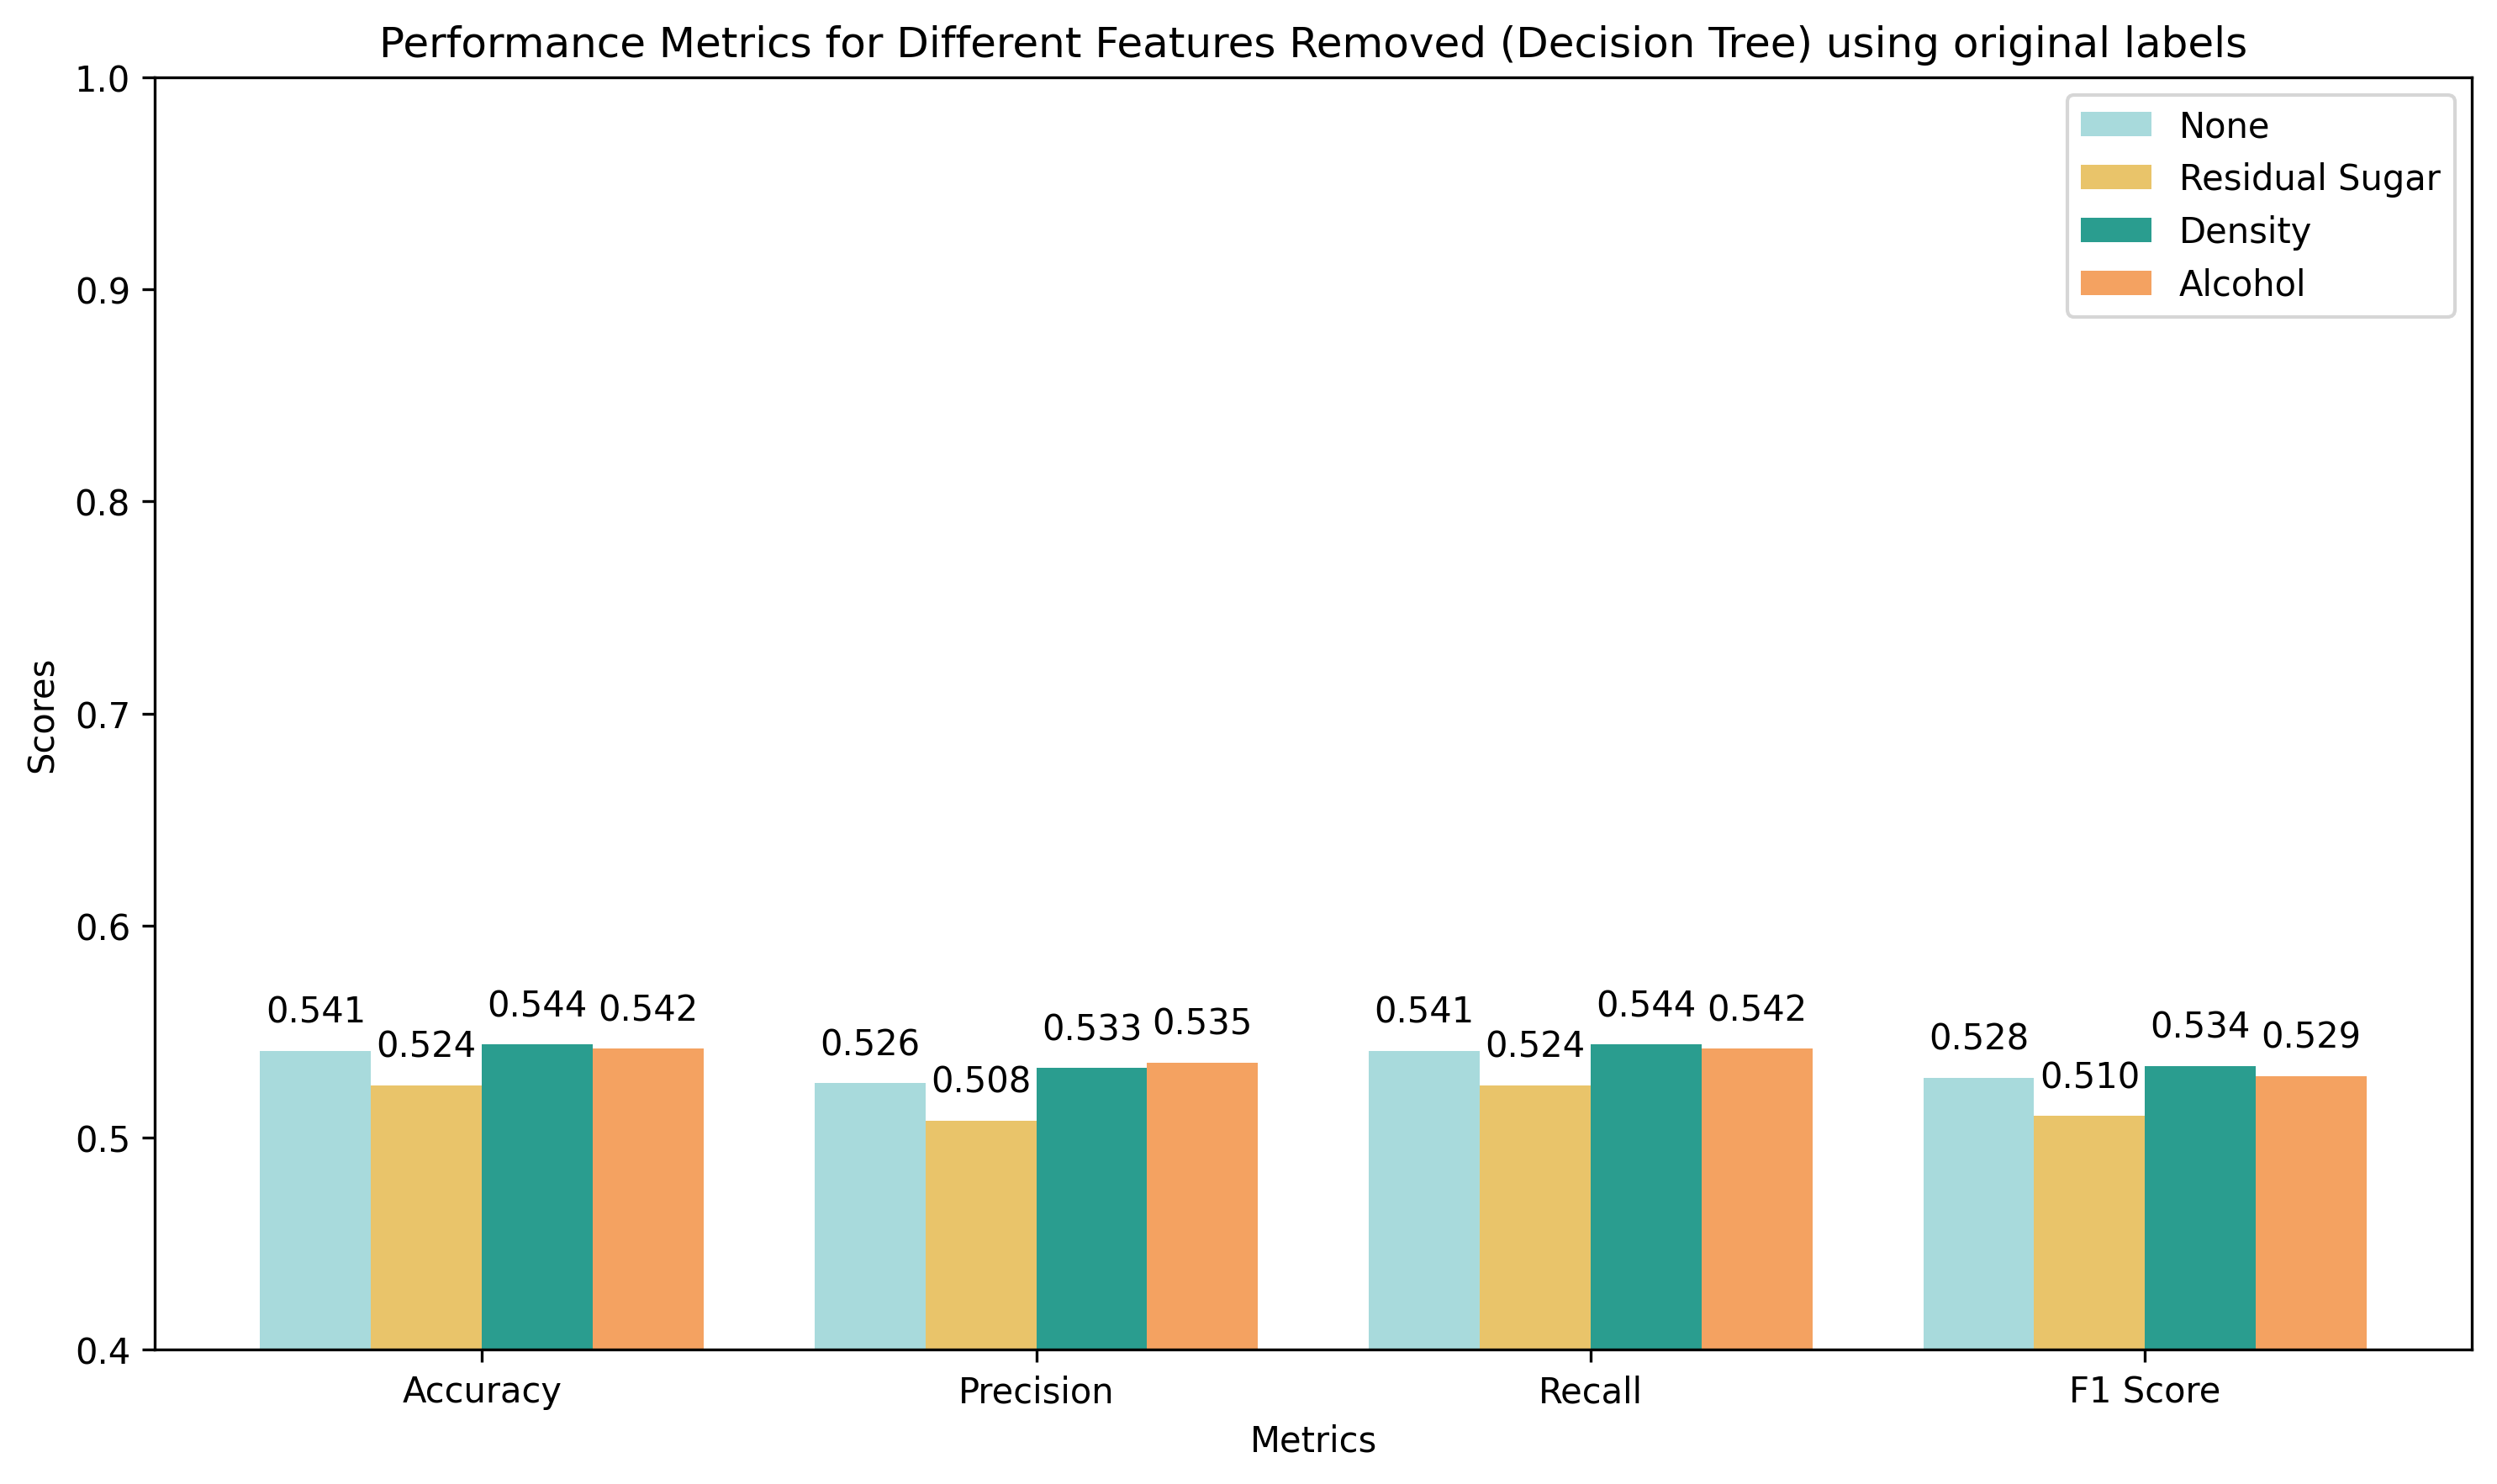 Performance Metrics for Different Features Removed (Decision Tree) using original labels
1.0
0.9
0.8
0.7
0.6
0.5
0.4
Scores
None
Residual Sugar
Density
Alcohol
0.541
0.524
0.544
0.542
0.526
0.508
0.533
0.535
0.541
0.524
0.544
0.542
0.528
0.510
0.534
0.529
Accuracy
Precision
Recall
F1 Score
Metrics